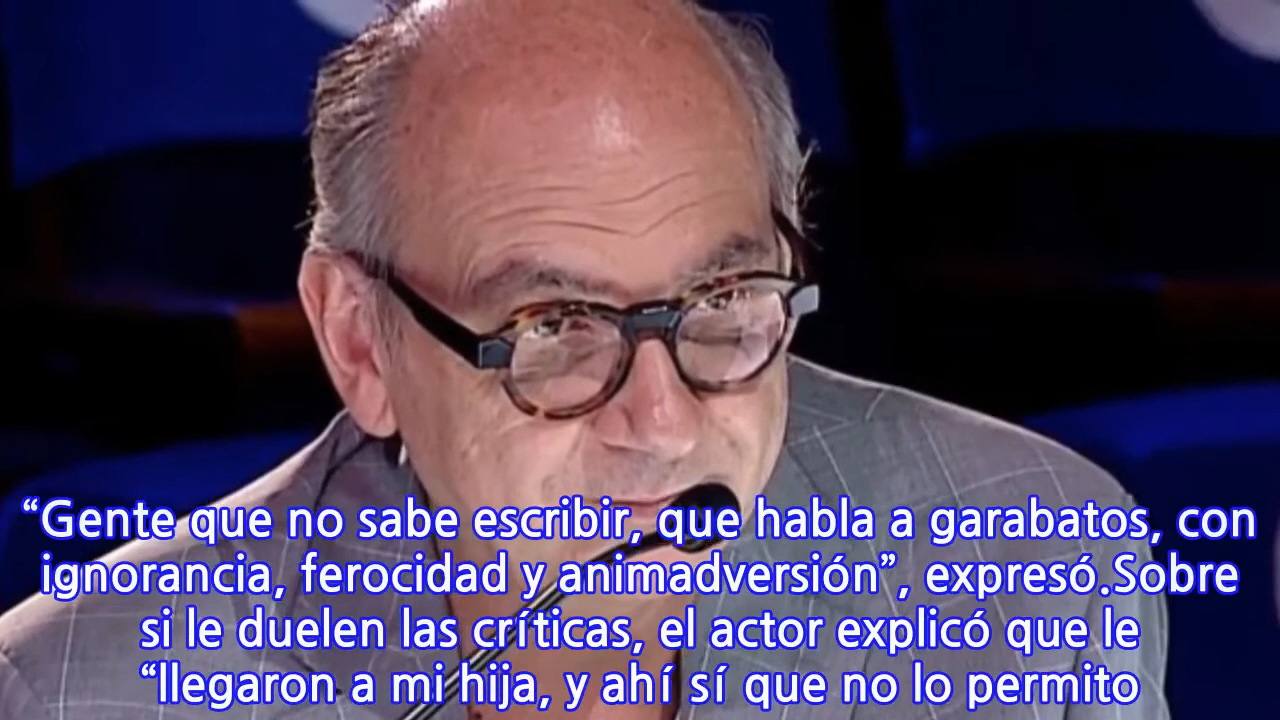 “Gente que no sabe escribir, que habla a garabatos, con
ignorancia, ferocidad y animadversión”, expresó.Sobre
si le duelen las críticas, el actor explicó que le
“llegaron a mi hija, y ahí sí que no lo permito